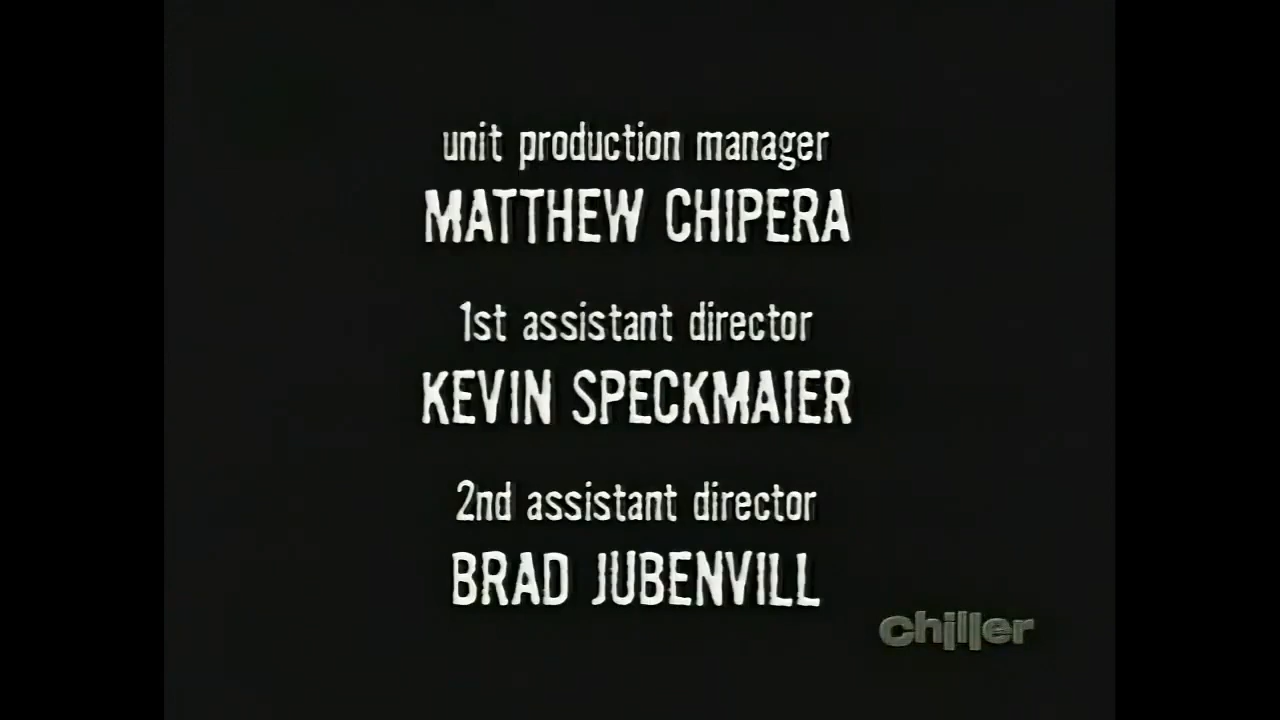 unit production manager
MATTHEW CHIPERA
1st assistant director
KEVIN SPECKMAIER
2nd assistant director
BRAD JUBENVILL
chiller